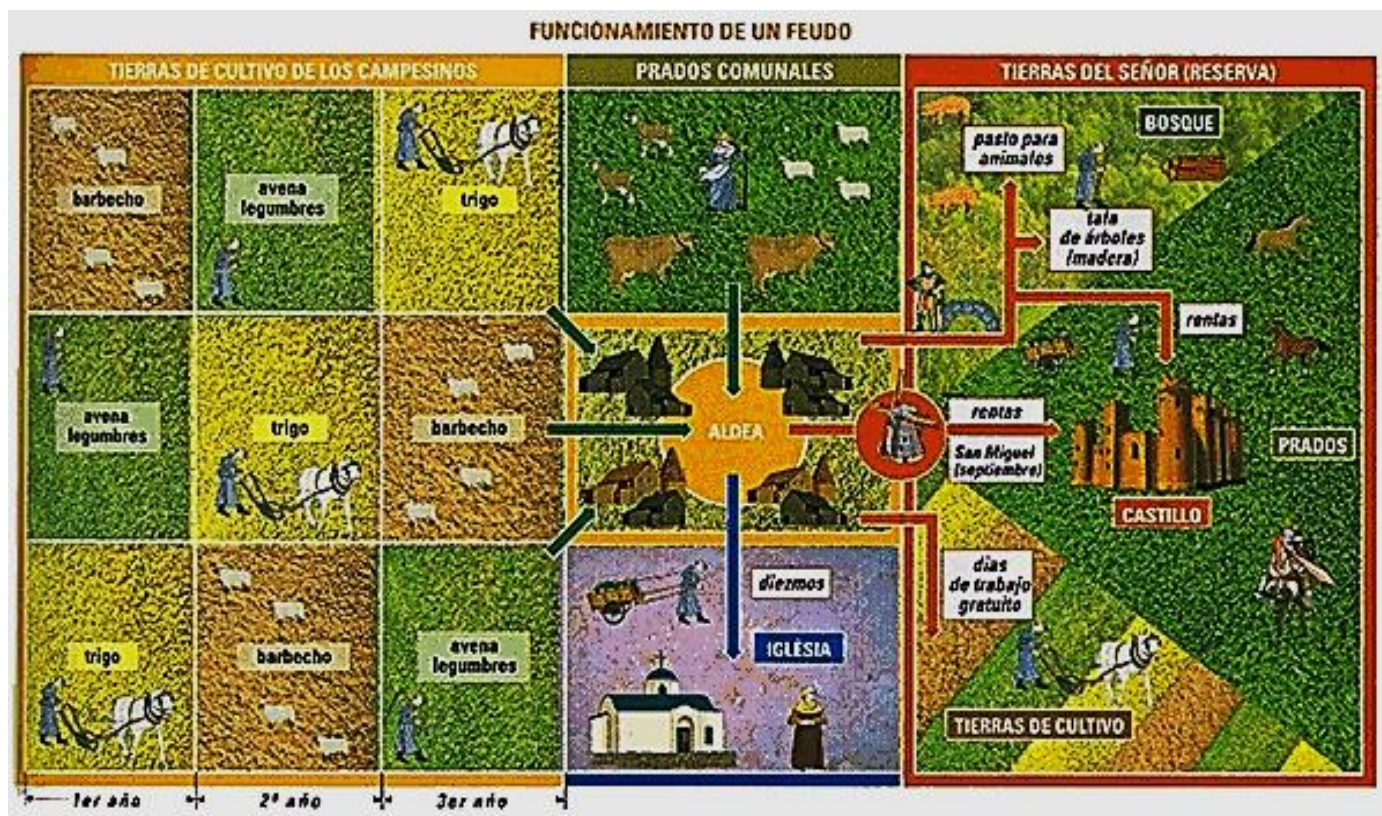 FUNCIONAMIENTO DE UN FEUDO
TIERRAS DE CULTIVO DE LOS CAMPESINOS
barbecho
avena
legumbres
trigo
avena
legumbres
trigo
barbecho
trigo
barbecho
avena
legumbres
1er año
2º año
3er año
PRADOS COMUNALES
ALDEA
diezmos
IGLÉSIA
TIERRAS DEL SEÑOR (RESERVA)
BOSQUE
pasto para
animales
tala
de árboles
(madera)
rentas
rentas
San Miguel
(septiembre)
PRADOS
CASTILLO
días
de trabajo
gratuito
TIERRAS DE CULTIVO